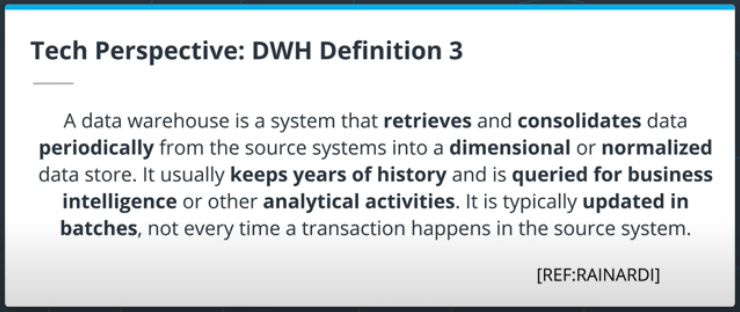 Tech Perspective: DWH Definition 3
A data warehouse is a system that retrieves and consolidates data
periodically from the source systems into a dimensional or normalized
data store. It usually keeps years of history and is queried for business
intelligence or other analytical activities. It is typically updated in
batches, not every time a transaction happens in the source system.
[REF:RAINARDI]